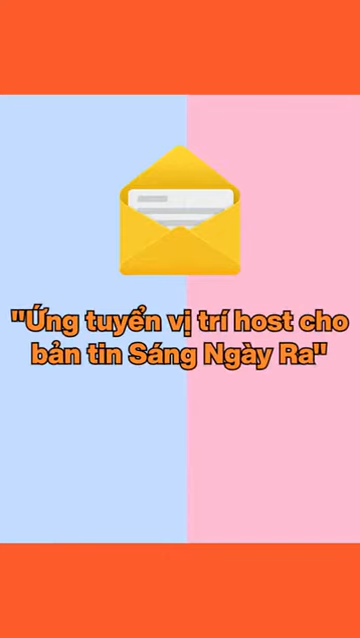 "Ứng tuyển vị trí host cho
bản tin Sáng Ngày Ra"